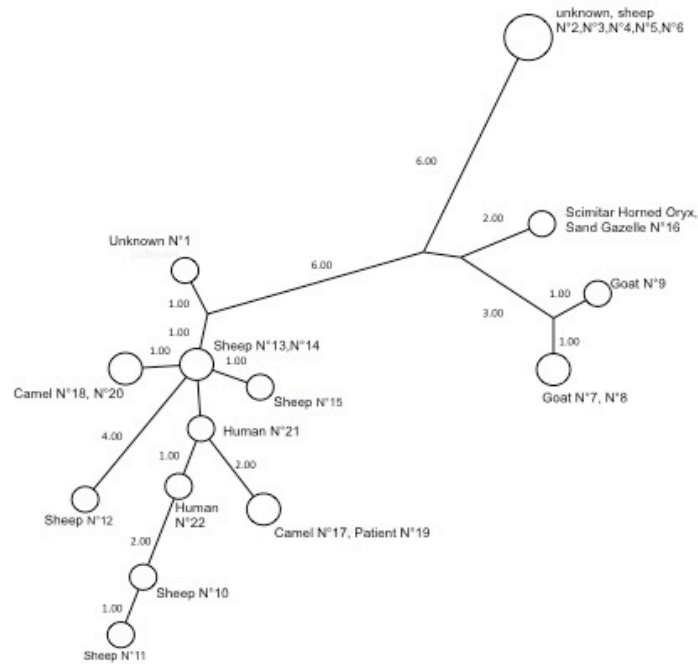 unknown, sheep
N°2,N°3,N°4,N°5,N°6
6.00
Scimitar Horned Oryx,
Sand Gazelle N°16
2.00
Unknown N°1
6.00
Goat N°9
1.00
1.00
3.00
1.00
1.00
Sheep N°13,N°14
1.00
1.00
Camel N°18, N°20
Sheep N°15
Goat N°7, N°8
4.00
Human N°21
1.00
2.00
Sheep N°12
Human
N°22
Camel N°17, Patient N°19
2.00
Sheep N°10
1.00
Sheep N°11